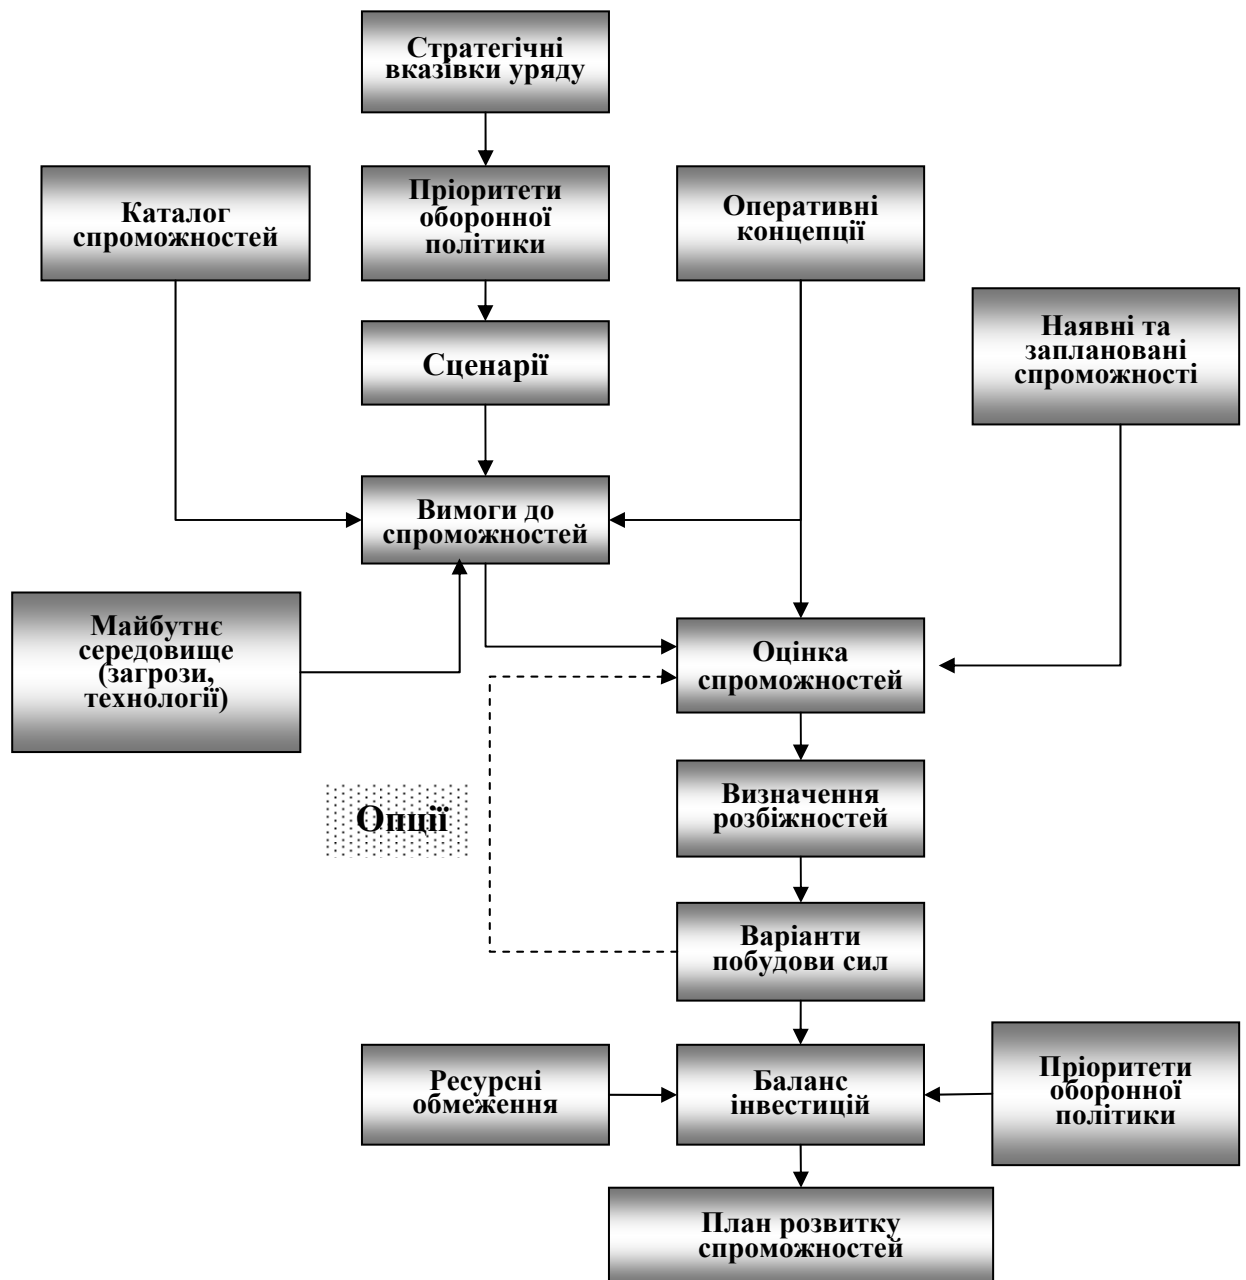 Стратегічні
вказівки уряду
Каталог
спроможностей
Пріоритети
оборонної
політики
Оперативні
концепції
Наявні та
заплановані
спроможності
Сценарії
Вимоги до
спроможностей
Майбутнє
середовище
(загрози,
технології)
Оцінка
спроможностей
Визначення
розбіжностей
Опції
Варіанти
побудови сил
Ресурсні
обмеження
Баланс
інвестицій
Пріоритети
оборонної
політики
План розвитку
спроможностей